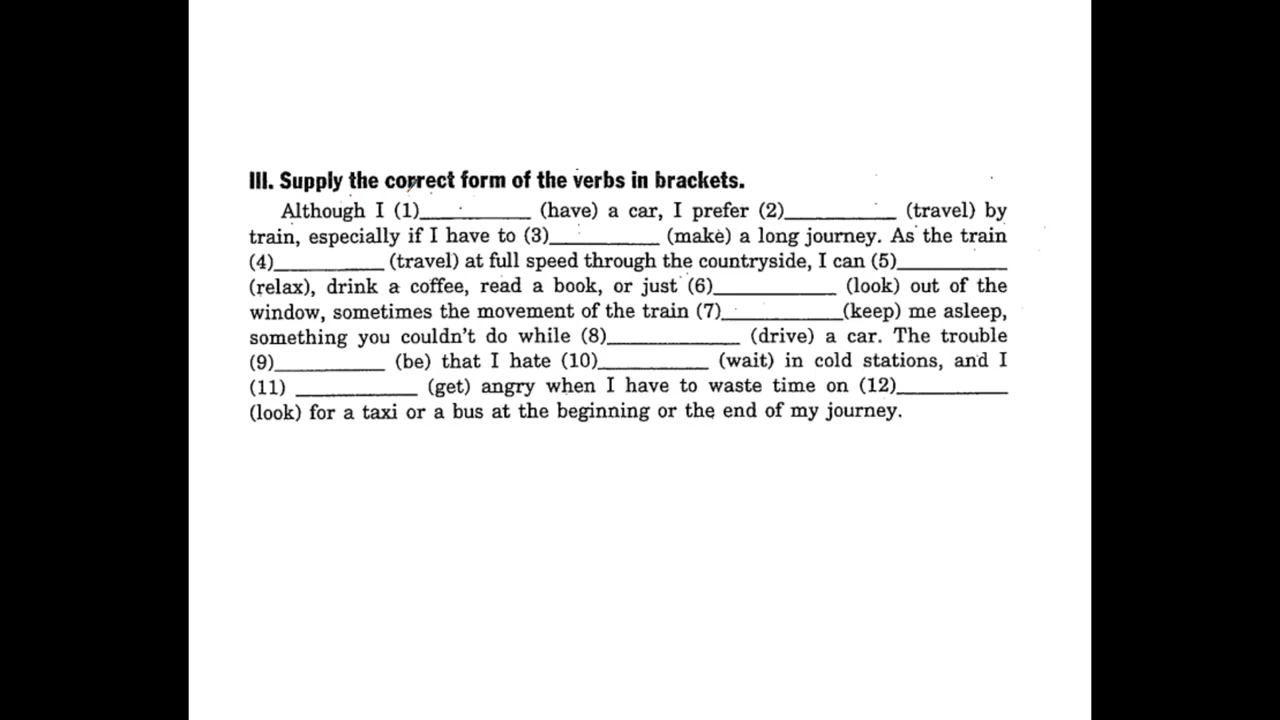 III. Supply the correct form of the verbs in brackets.
Although I (1)__________ (have) a car, I prefer (2)__________ (travel) by
train, especially if I have to (3)__________ (make) a long journey. As the train
(4)__________ (travel) at full speed through the countryside, I can (5)__________
(relax), drink a coffee, read a book, or just (6)___________ (look) out of the
window, sometimes the movement of the train (7)___________(keep) me asleep,
something you couldn't do while (8)____________ (drive) a car. The trouble
(9)__________ (be) that I hate (10)__________ (wait) in cold stations, and I
(11) ___________ (get) angry when I have to waste time on (12)__________
(look) for a taxi or a bus at the beginning or the end of my journey.